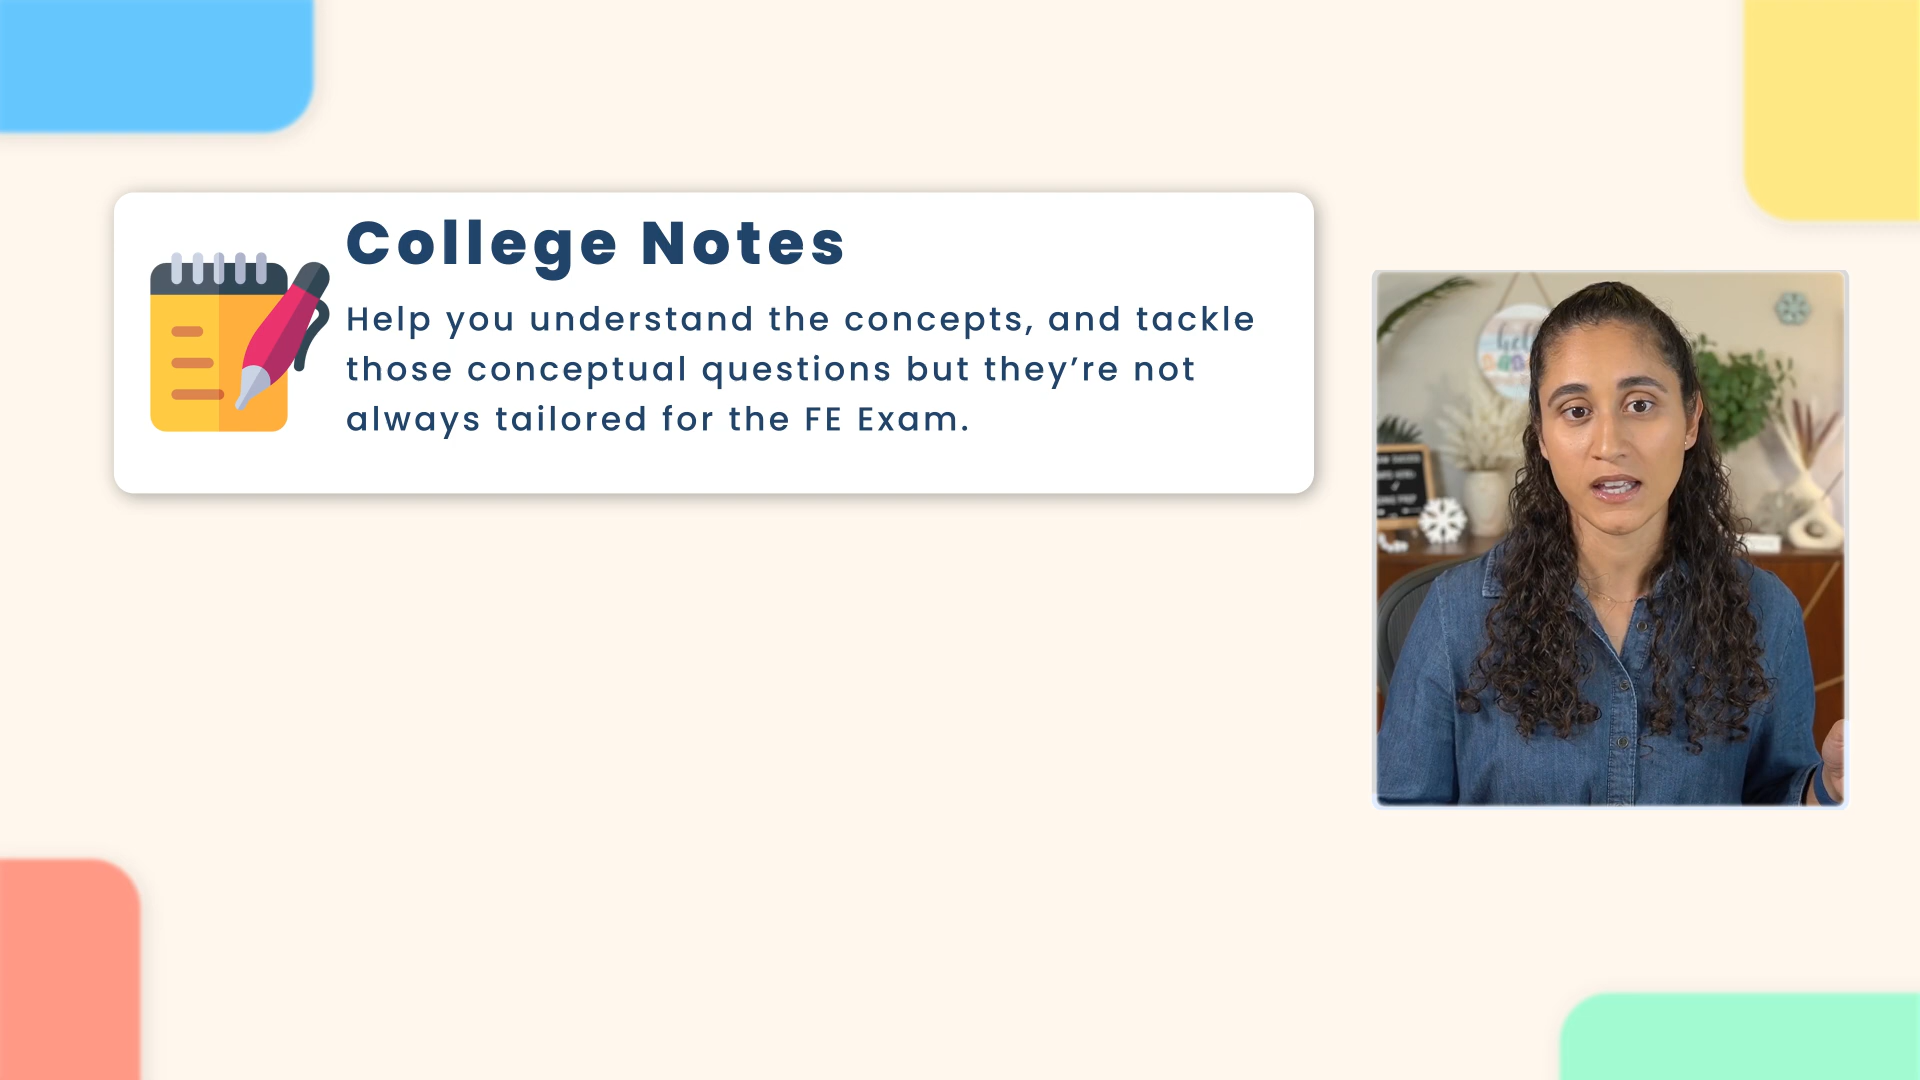 College Notes
Help you understand the concepts, and tackle
those conceptual questions but they’re not
always tailored for the FE Exam.